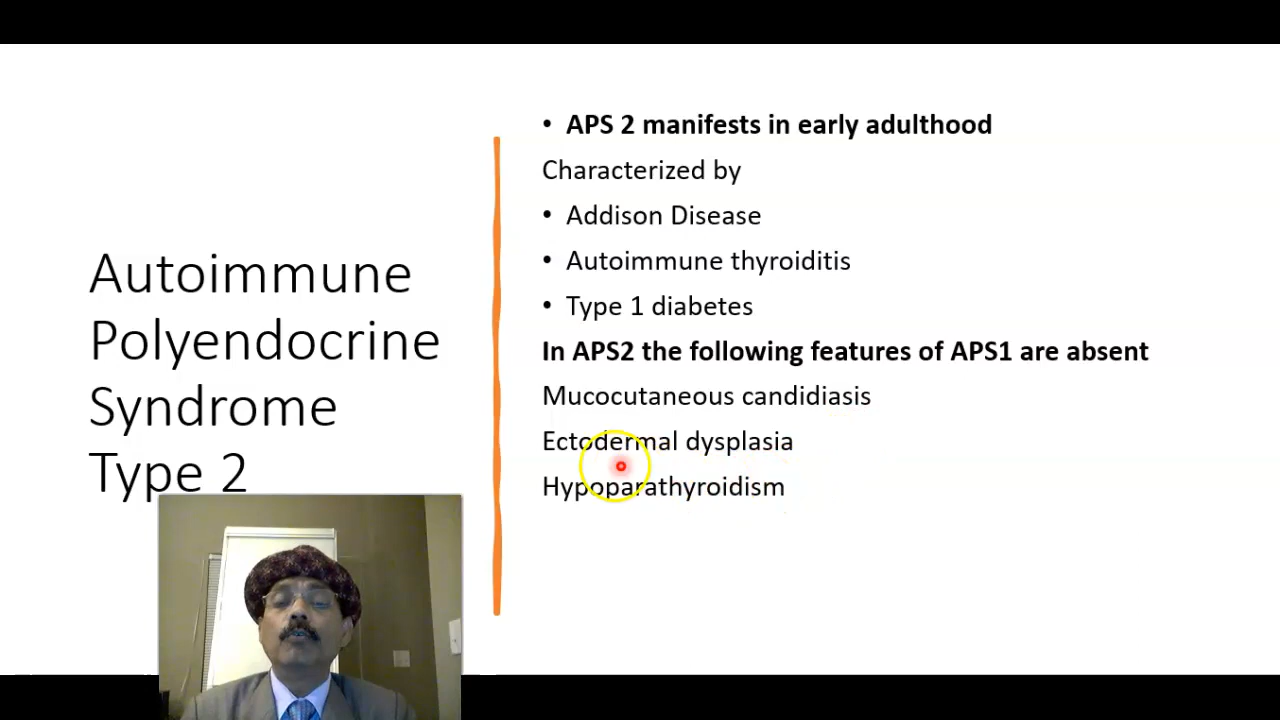 Autoimmune
Polyendocrine
Syndrome
Type 2
• APS 2 manifests in early adulthood
Characterized by
• Addison Disease
• Autoimmune thyroiditis
• Type 1 diabetes
In APS2 the following features of APS1 are absent
Mucocutaneous candidiasis
Ectodermal dysplasia
Hypoparathyroidism